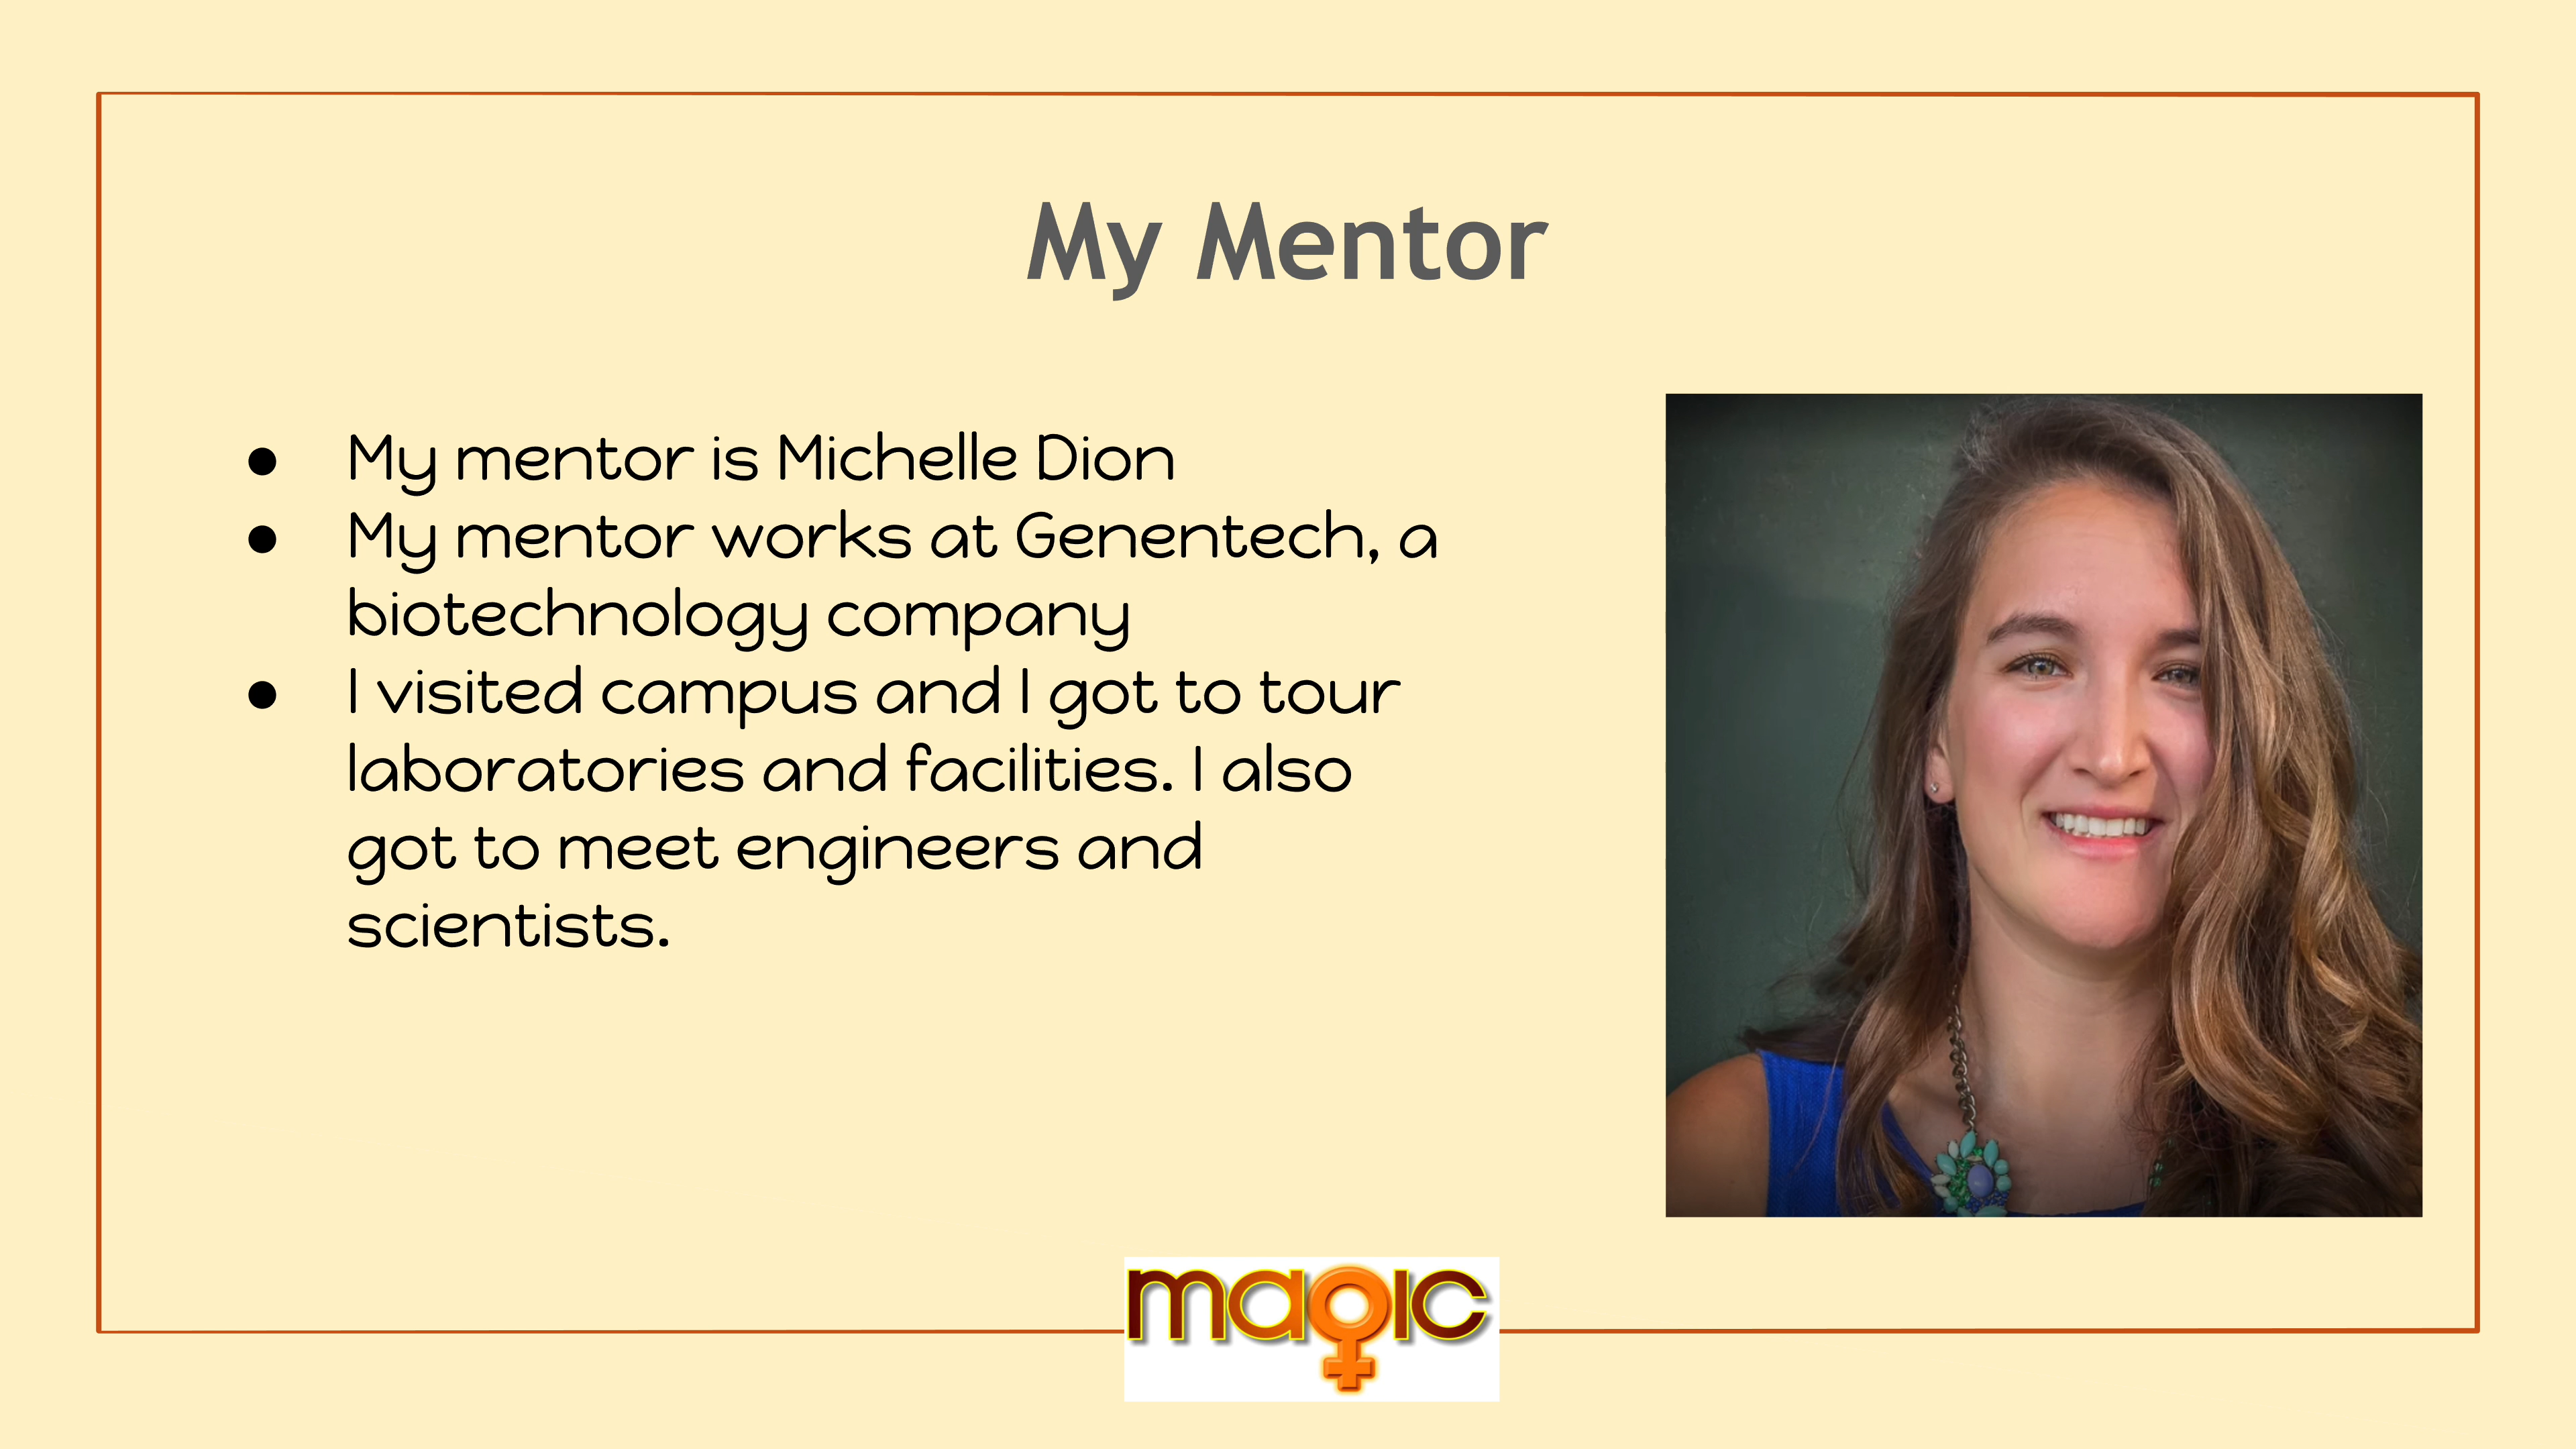 My Mentor
● My mentor is Michelle Dion
● My mentor works at Genentech, a
biotechnology company
● I visited campus and I got to tour
laboratories and facilities. I also
got to meet engineers and
scientists.
magic